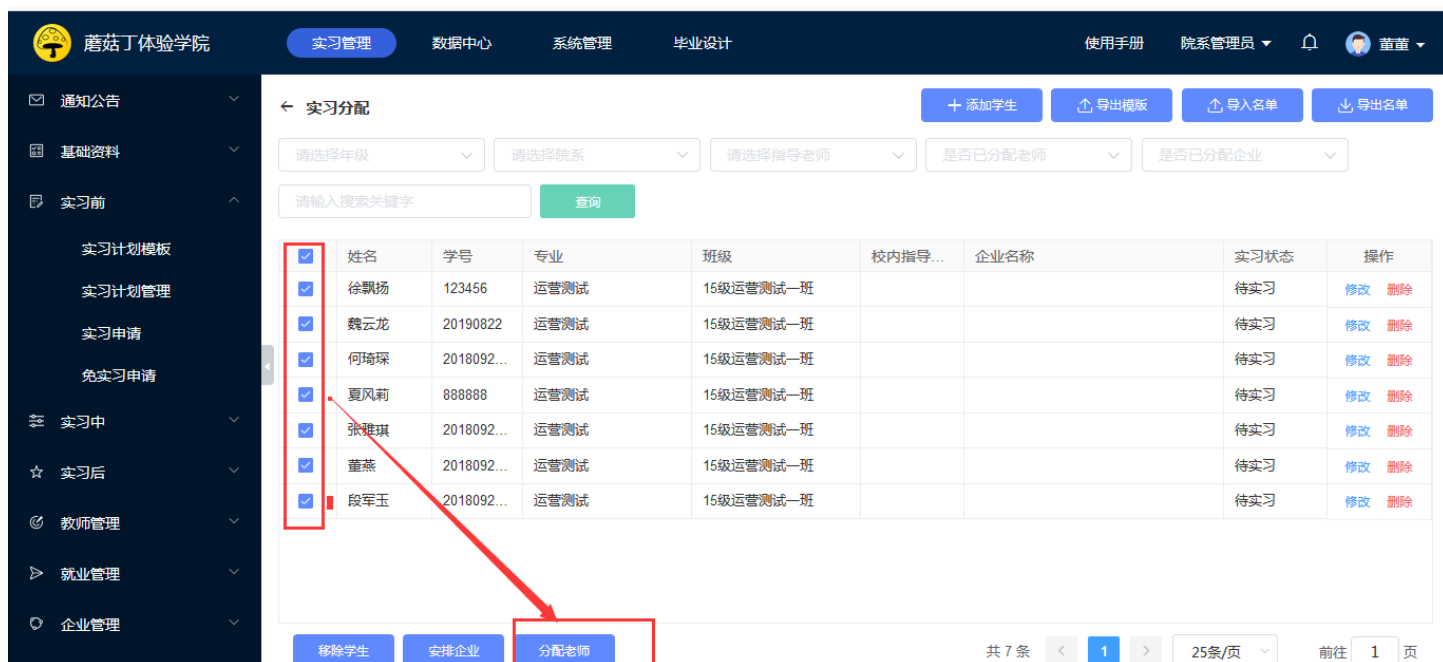 蘑菇丁体验学院 实习管理 数据中心 系统管理 毕业设计 使用手册 院系管理员 董董
通知公告
基础资料
实习前
实习计划模板
实习计划管理
实习申请
免实习申请
实习中
实习后
教师管理
就业管理
企业管理
实习分配 添加学生 导出模版 导入名单 导出名单
请选择年级 请选择院系 请选择指导老师 是否已分配老师 是否已分配企业
请输入搜索关键字 查询
姓名 学号 专业 班级 校内指导... 企业名称 实习状态 操作
徐飘扬 123456 运营测试 15级运营测试一班 待实习 修改 删除
魏云龙 20190822 运营测试 15级运营测试一班 待实习 修改 删除
何琦琛 2018092... 运营测试 15级运营测试一班 待实习 修改 删除
夏风莉 888888 运营测试 15级运营测试一班 待实习 修改 删除
张雅琪 2018092... 运营测试 15级运营测试一班 待实习 修改 删除
董燕 2018092... 运营测试 15级运营测试一班 待实习 修改 删除
段军玉 2018092... 运营测试 15级运营测试一班 待实习 修改 删除
移除学生 安排企业 分配老师 共 7 条 1 25条/页 前往 1 页